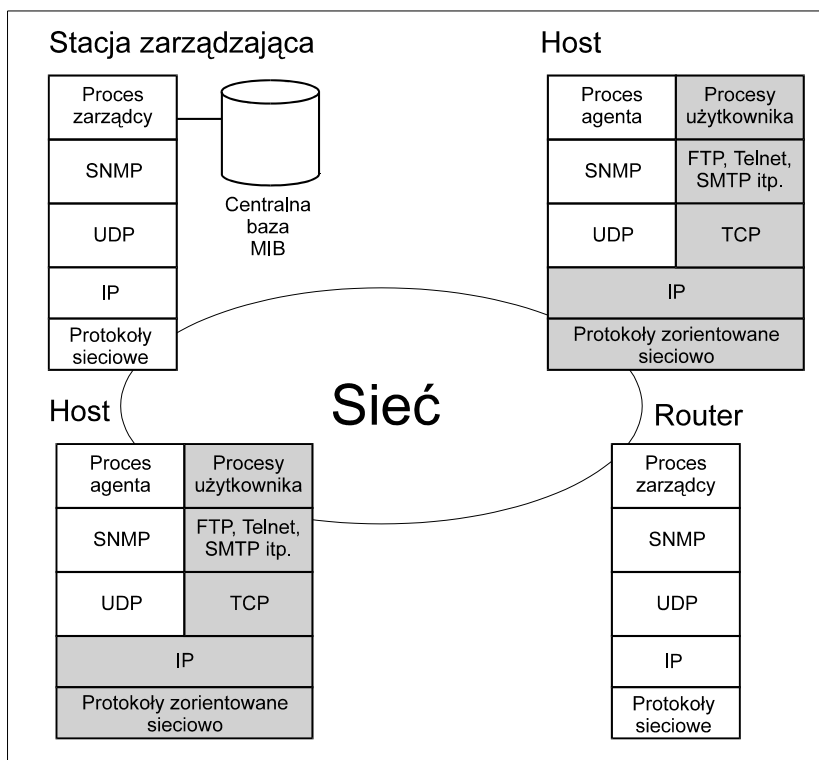 Stacja zarządzająca
Proces
zarządcy
SNMP
UDP
IP
Protokoły
sieciowe
Centralna
baza
MIB
Host
Proces
agenta
Procesy
użytkownika
SNMP
FTP, Telnet,
SMTP itp.
UDP
TCP
IP
Protokoły zorientowane
sieciowo
Sieć
Host
Proces
agenta
Procesy
użytkownika
SNMP
FTP, Telnet,
SMTP itp.
UDP
TCP
IP
Protokoły zorientowane
sieciowo
Router
Proces
zarządcy
SNMP
UDP
IP
Protokoły
sieciowe